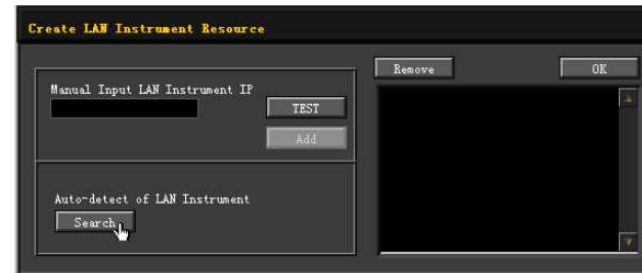 Create LAN Instrument Resource
Remove
OK
Manual Input LAN Instrument IP
TEST
Add
Auto-detect of LAN Instrument
Search